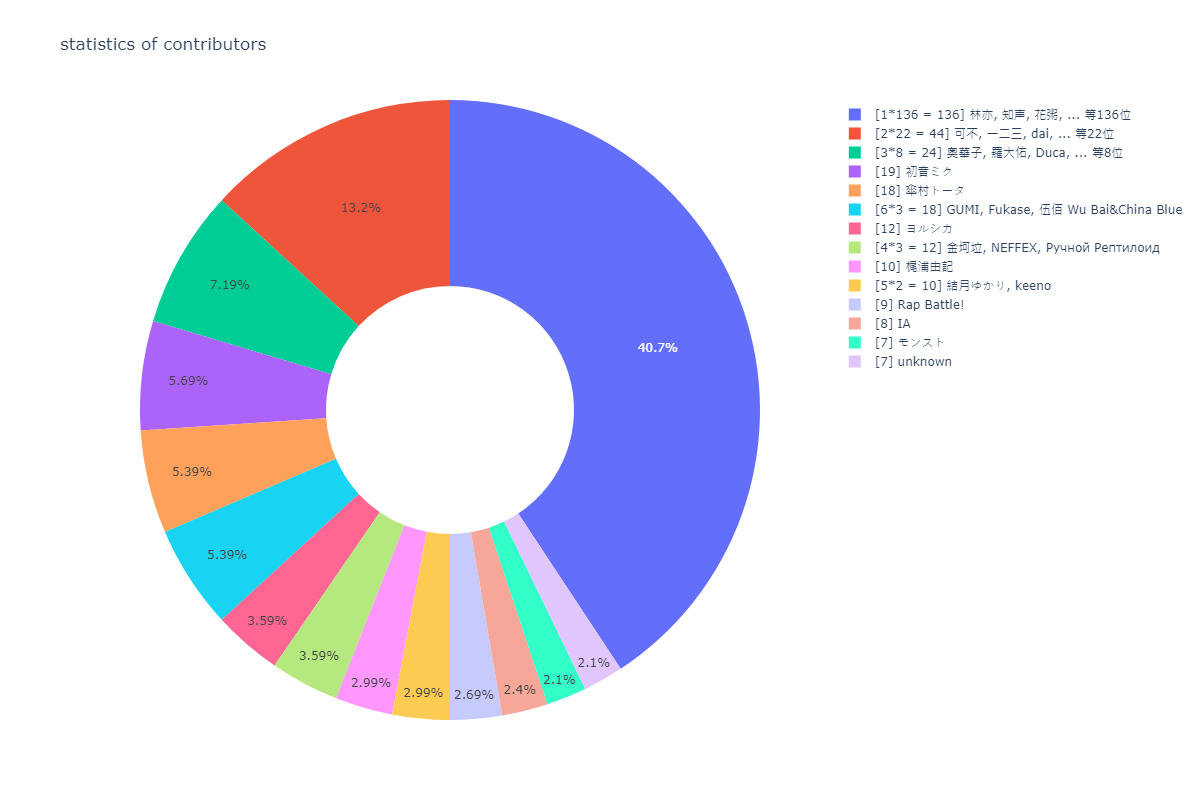 statistics of contributors
40.7%
13.2%
7.19%
5.69%
5.39%
5.39%
3.59%
3.59%
2.99%
2.99%
2.69%
2.4%
2.1%
2.1%
[1*136 = 136] 林亦, 知声, 花粥, ... 等136位
[2*22 = 44] 可不, 一二三, dai, ... 等22位
[3*8 = 24] 奥華子, 羅大佑, Duca, ... 等8位
[19] 初音ミク
[18] 傘村トータ
[6*3 = 18] GUMI, Fukase, 伍佰 Wu Bai&China Blue
[12] ヨルシカ
[4*3 = 12] 金坷垃, NEFFEX, Ручной Рептилоид
[10] 梶浦由記
[5*2 = 10] 結月ゆかり, keeno
[9] Rap Battle!
[8] IA
[7] モンスト
[7] unknown